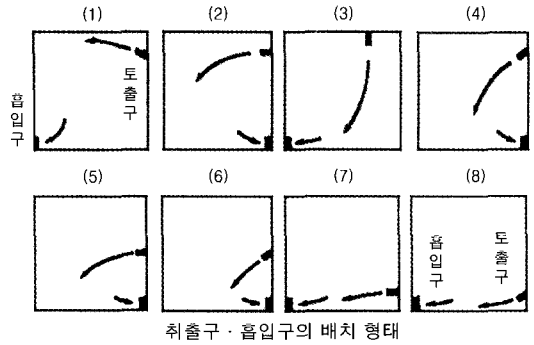 (1) (2) (3) (4)
흡입구
토출구
(5) (6) (7) (8)
흡입구
토출구
취출구 · 흡입구의 배치 형태